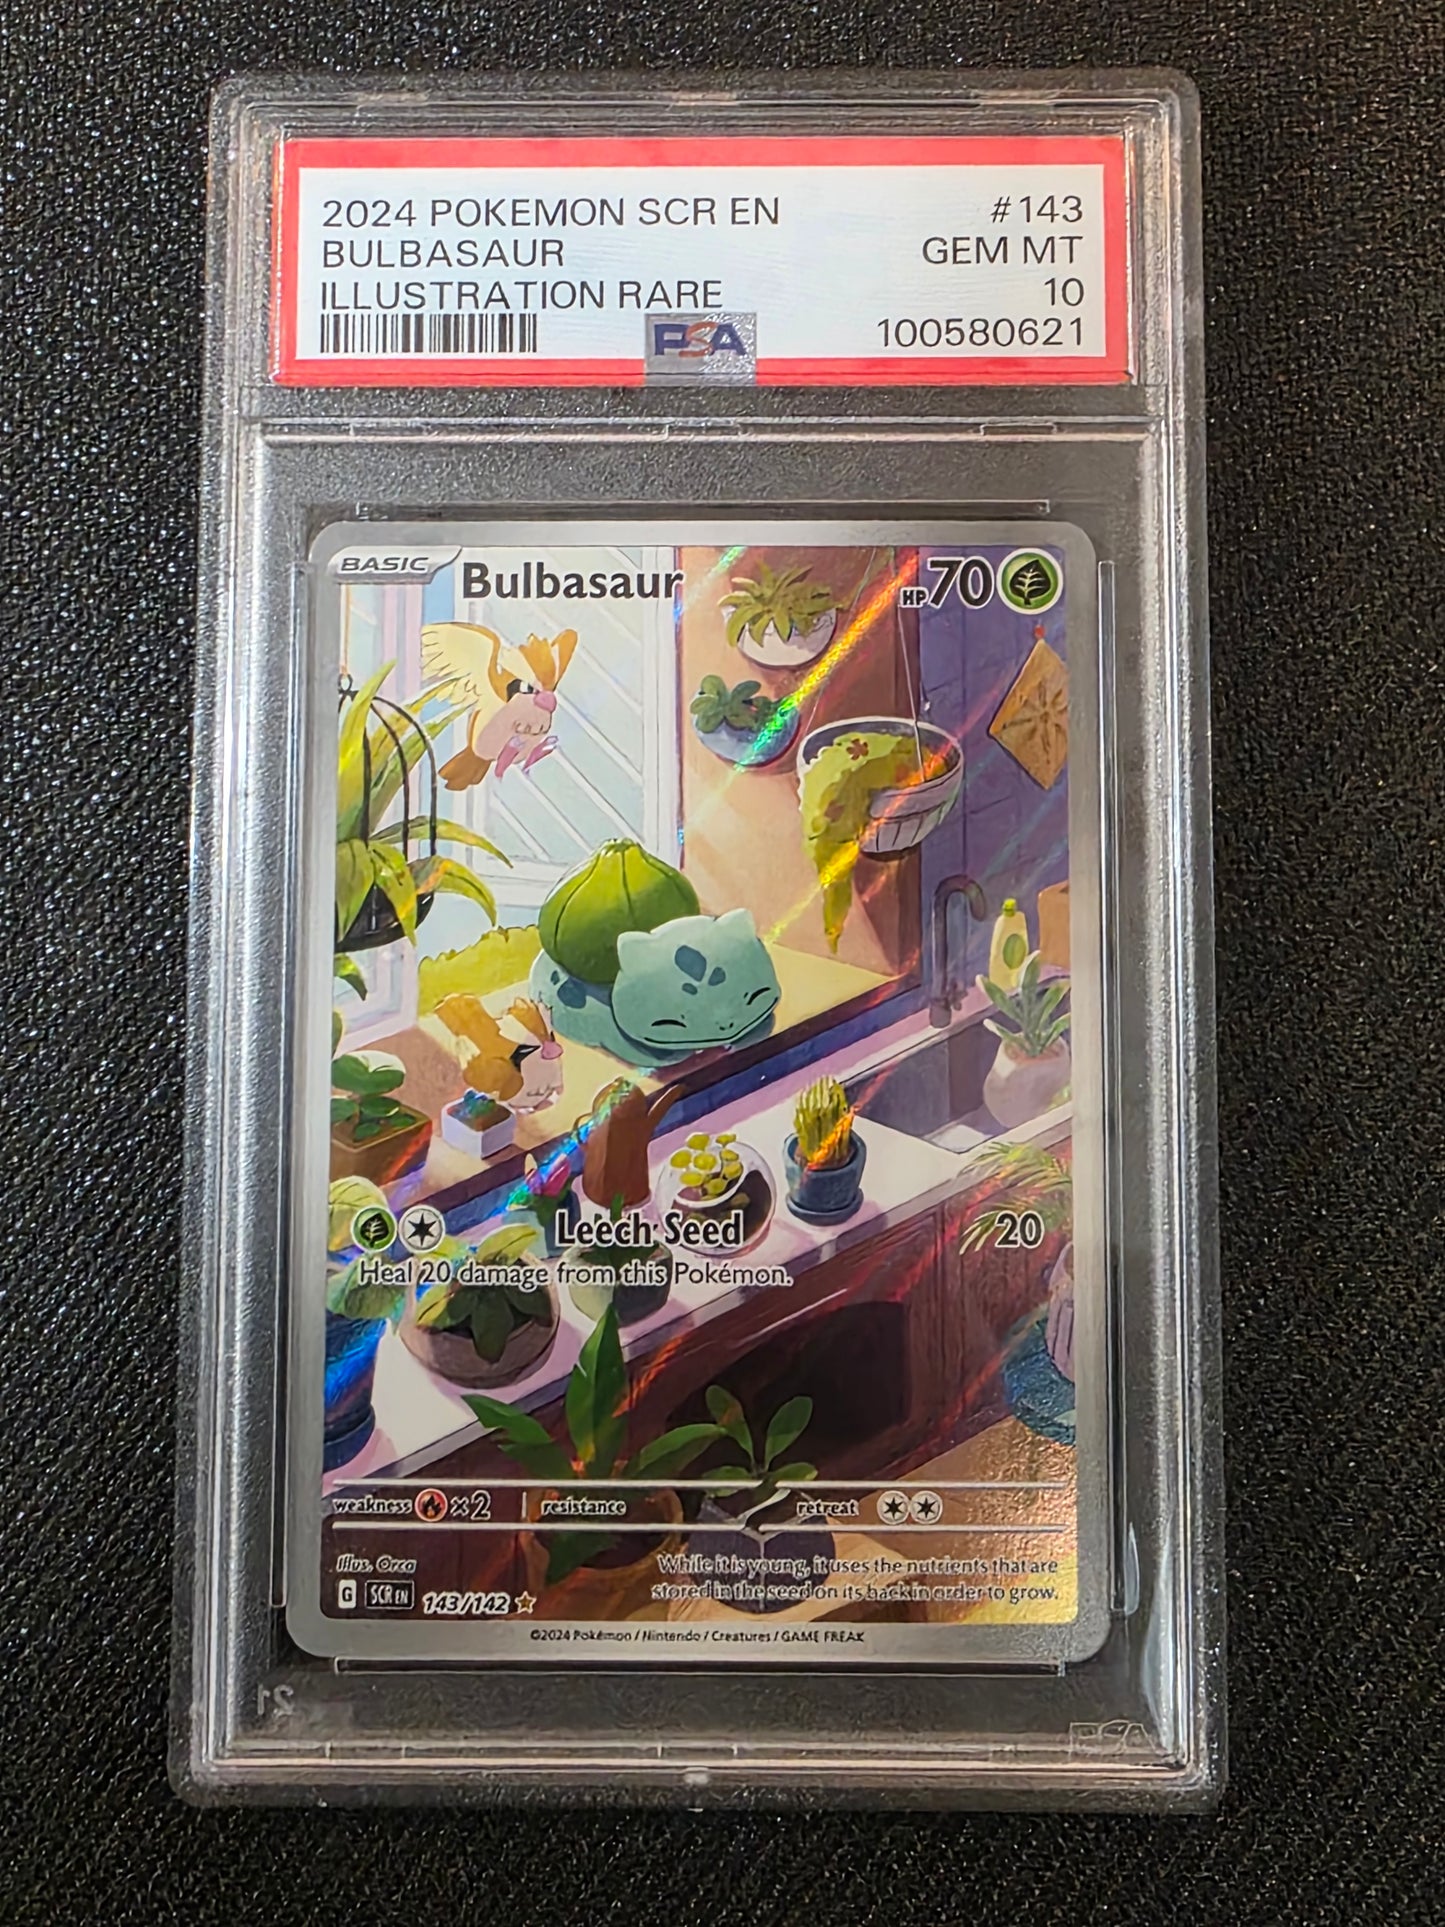 2024 POKEMON SCR EN #143
BULBASAUR GEM MT
ILLUSTRATION RARE 10
PSA 100580621
BASIC Bulbasaur HP 70
Leech Seed 20
Heal 20 damage from this Pokémon.
weakness ×2 resistance retreat
Illus. Orca
While it is young, it uses the nutrients that are
stored in the seed on its back in order to grow.
G SCR EN 143/142
©2024 Pokémon / Nintendo / Creatures / GAME FREAK
21
PSA